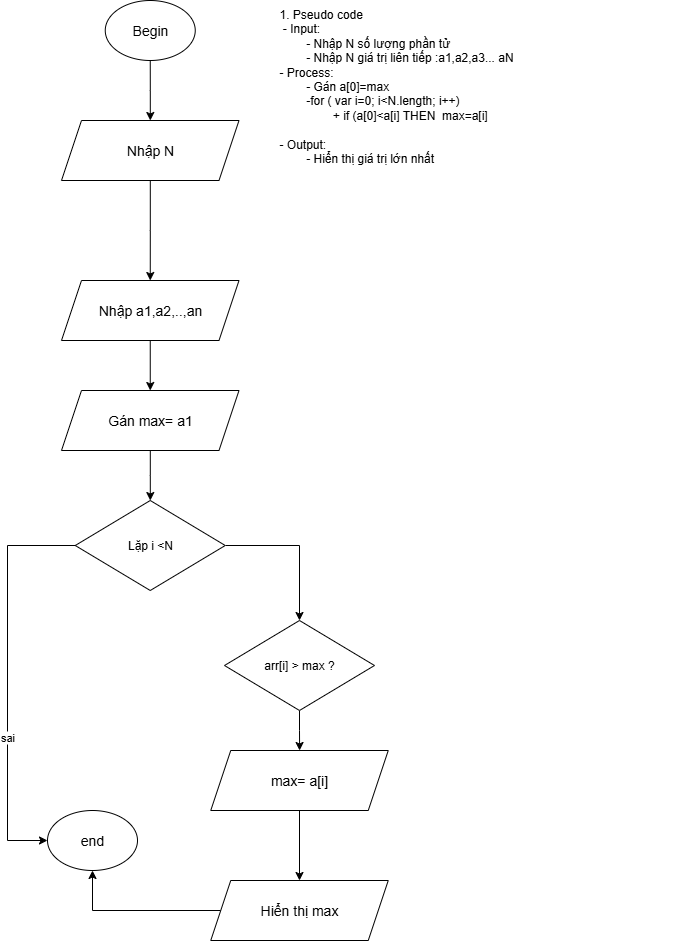 Begin
1. Pseudo code
- Input:
- Nhập N số lượng phần tử
- Nhập N giá trị liên tiếp :a1,a2,a3... aN
- Process:
- Gán a[0]=max
-for ( var i=0; i<N.length; i++)
+ if (a[0]<a[i] THEN max=a[i]
- Output:
- Hiển thị giá trị lớn nhất
Nhập N
Nhập a1,a2,..,an
Gán max= a1
Lặp i <N
arr[i] > max ?
sai
max= a[i]
end
Hiển thị max